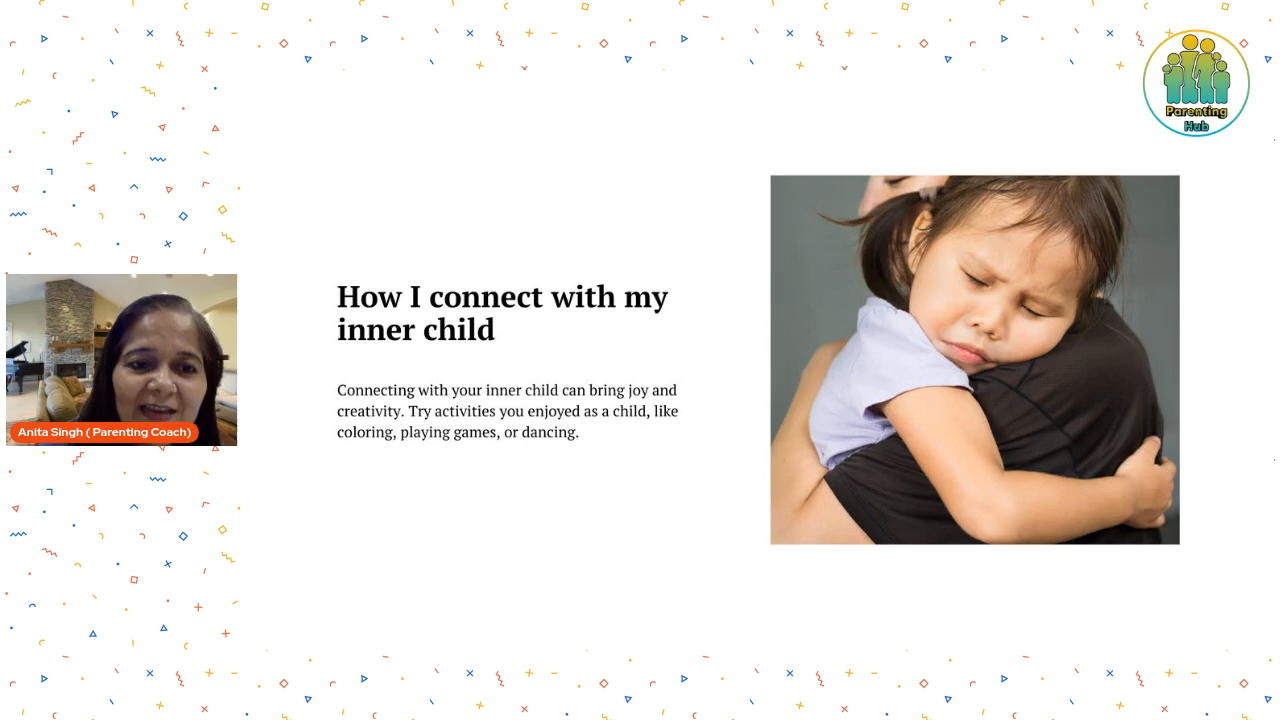 Parenting
Hub
How I connect with my
inner child
Connecting with your inner child can bring joy and
creativity. Try activities you enjoyed as a child, like
coloring, playing games, or dancing.
Anita Singh ( Parenting Coach)